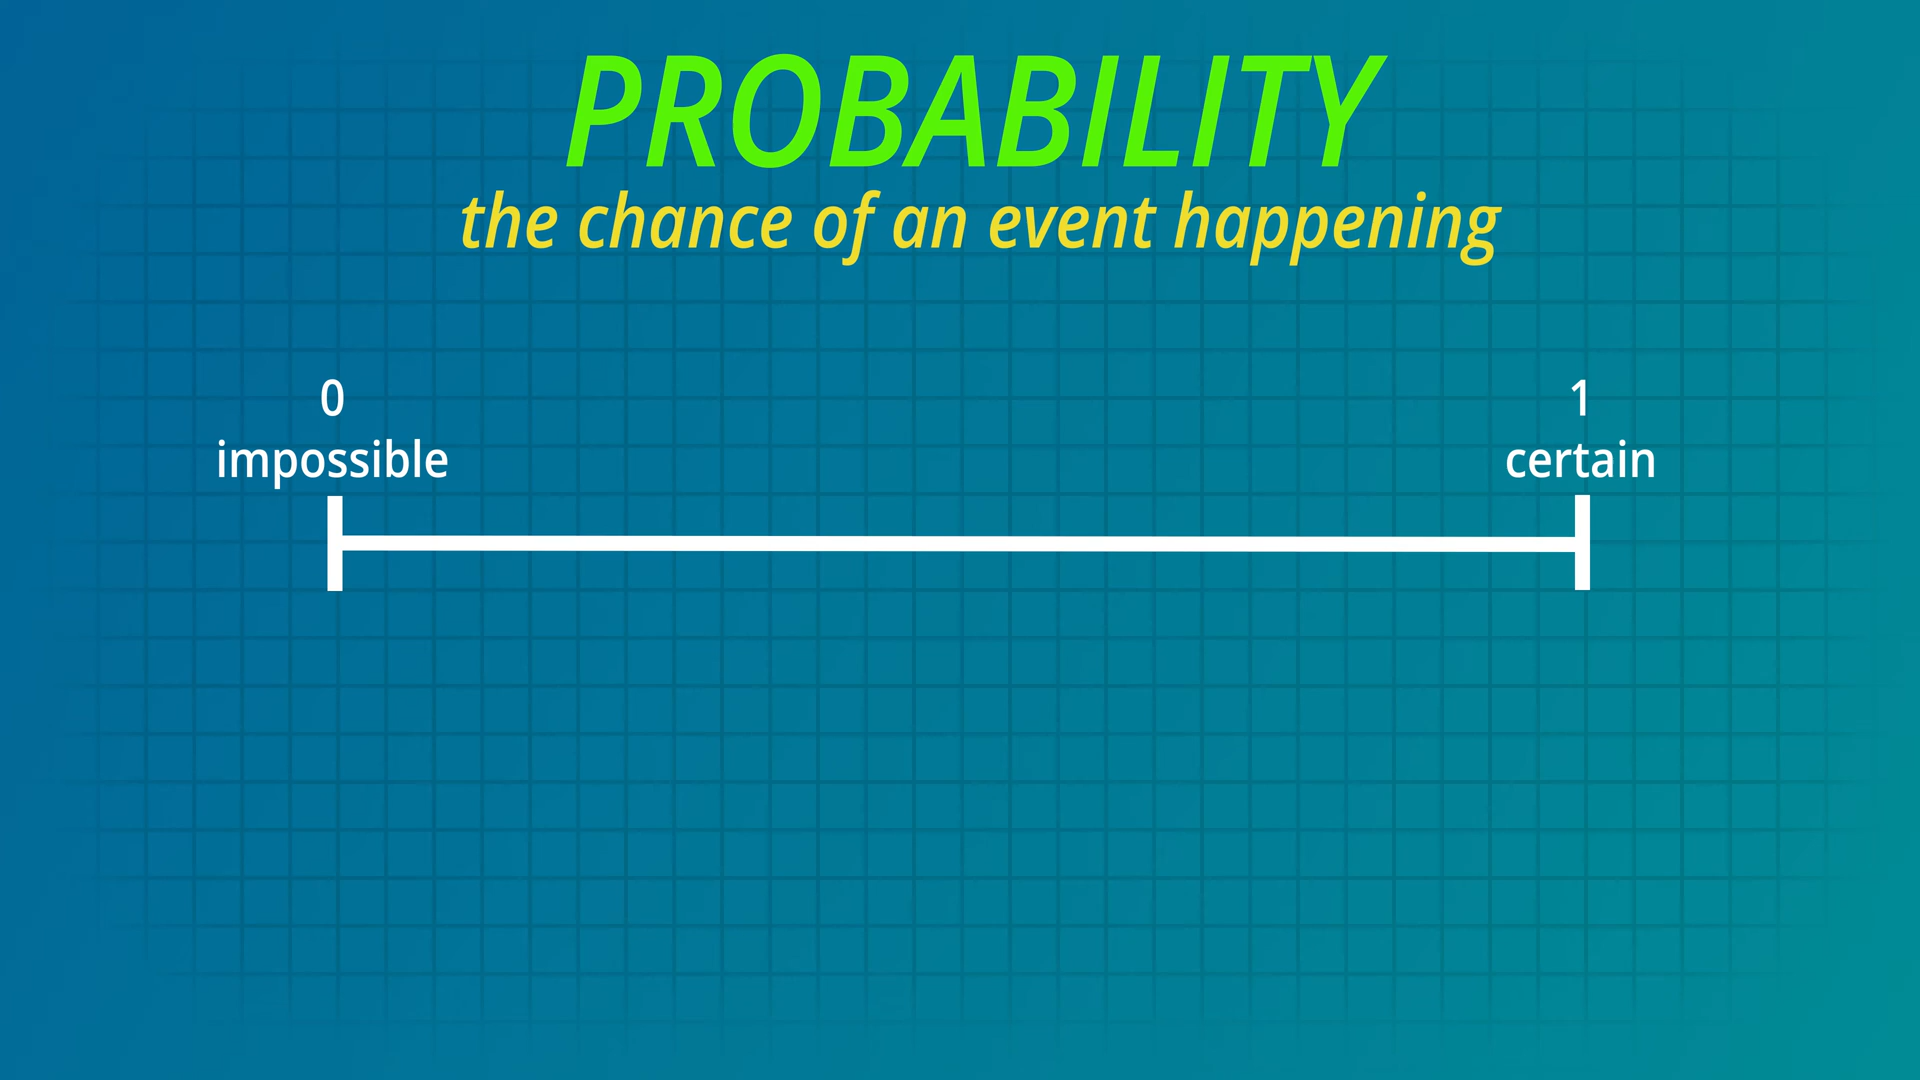 PROBABILITY
the chance of an event happening
0 1
impossible certain